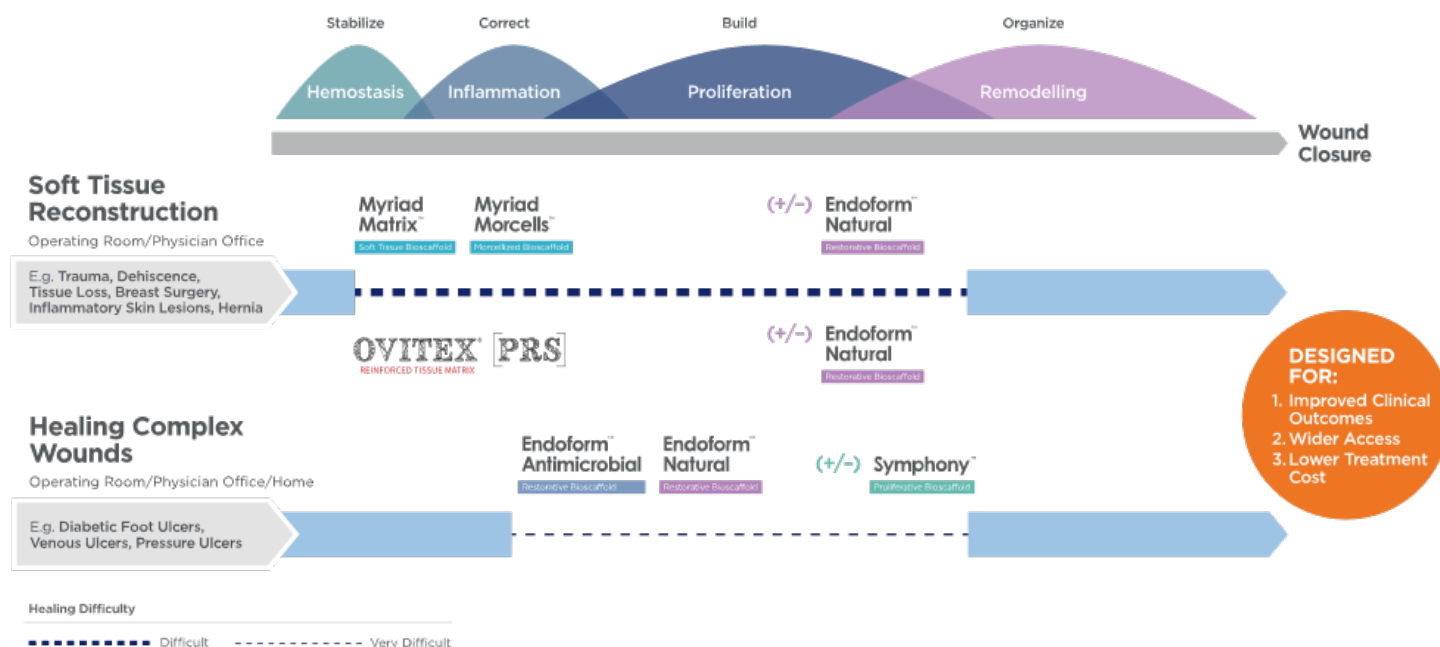 Stabilize
Correct
Build
Organize
Hemostasis
Inflammation
Proliferation
Remodelling
Wound
Closure
Soft Tissue
Reconstruction
Operating Room/Physician Office
E.g. Trauma, Dehiscence,
Tissue Loss, Breast Surgery,
Inflammatory Skin Lesions, Hernia
Myriad
Matrix™
Soft Tissue Bioscaffold
Myriad
Morcells™
Morcellized Bioscaffold
(+/-) Endoform™
Natural
Restorative Bioscaffold
OVITEX® [PRS]
REINFORCED TISSUE MATRIX
(+/-) Endoform™
Natural
Restorative Bioscaffold
DESIGNED
FOR:
1. Improved Clinical
Outcomes
2. Wider Access
3. Lower Treatment
Cost
Healing Complex
Wounds
Operating Room/Physician Office/Home
E.g. Diabetic Foot Ulcers,
Venous Ulcers, Pressure Ulcers
Endoform™
Antimicrobial
Restorative Bioscaffold
Endoform™
Natural
Restorative Bioscaffold
(+/-) Symphony™
Proliferative Bioscaffold
Healing Difficulty
Difficult
Very Difficult